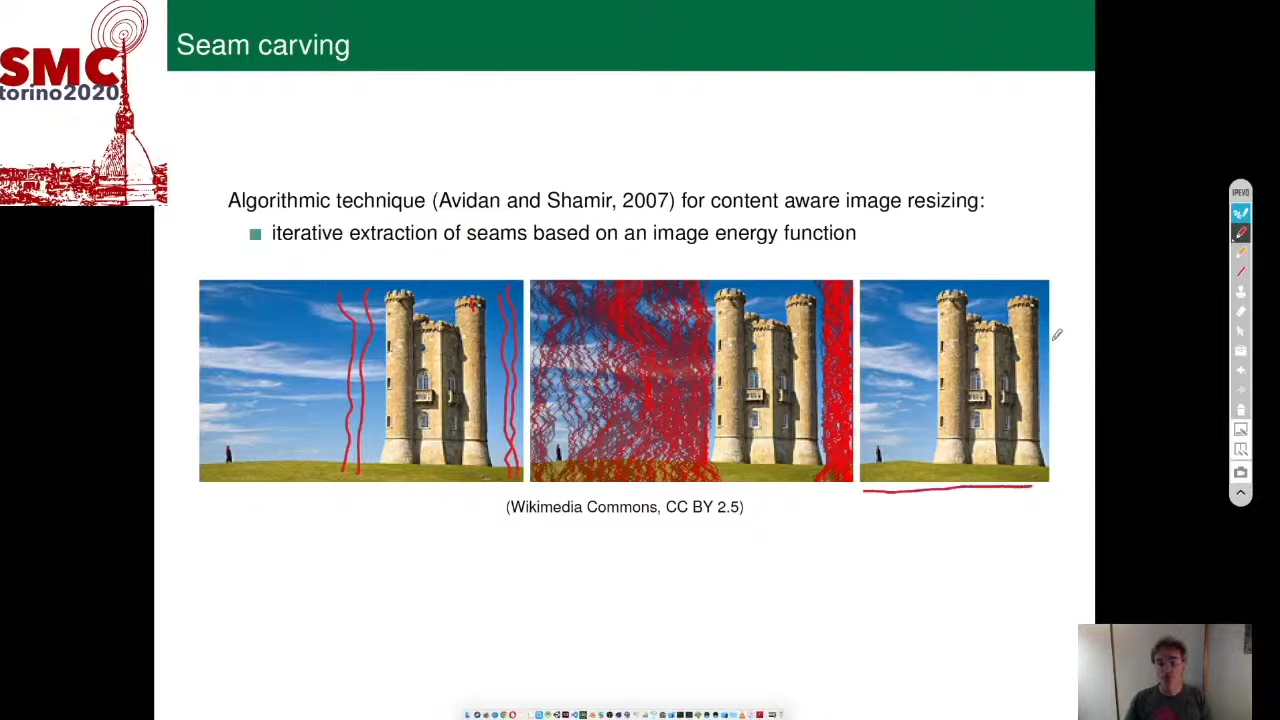 SMC
torino2020
Seam carving
Algorithmic technique (Avidan and Shamir, 2007) for content aware image resizing:
iterative extraction of seams based on an image energy function
(Wikimedia Commons, CC BY 2.5)
IPEVO